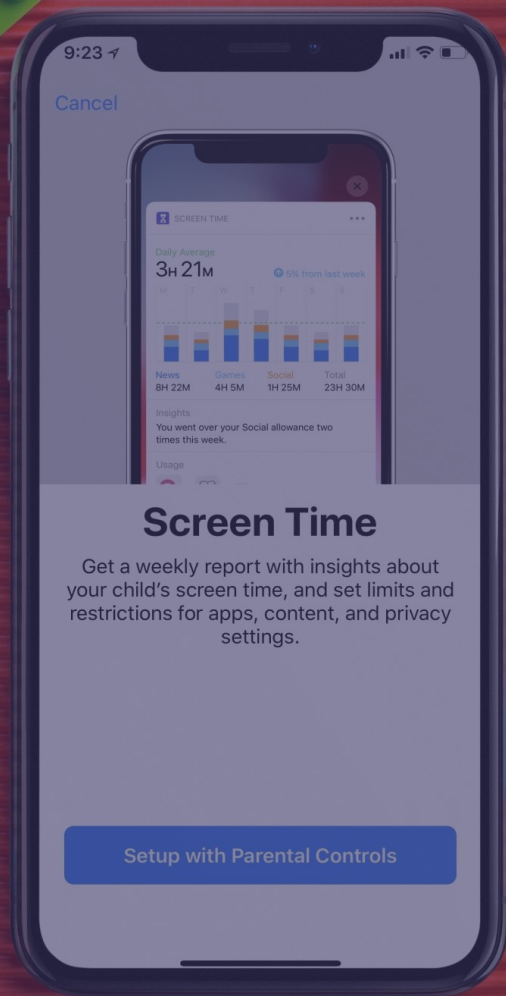 9:23
Cancel
SCREEN TIME
Daily Average
3H 21M
5% from last week
M T W T F S S
News Games Social Total
8H 22M 4H 5M 1H 25M 23H 30M
Insights
You went over your Social allowance two
times this week.
Usage
Screen Time
Get a weekly report with insights about
your child’s screen time, and set limits and
restrictions for apps, content, and privacy
settings.
Setup with Parental Controls